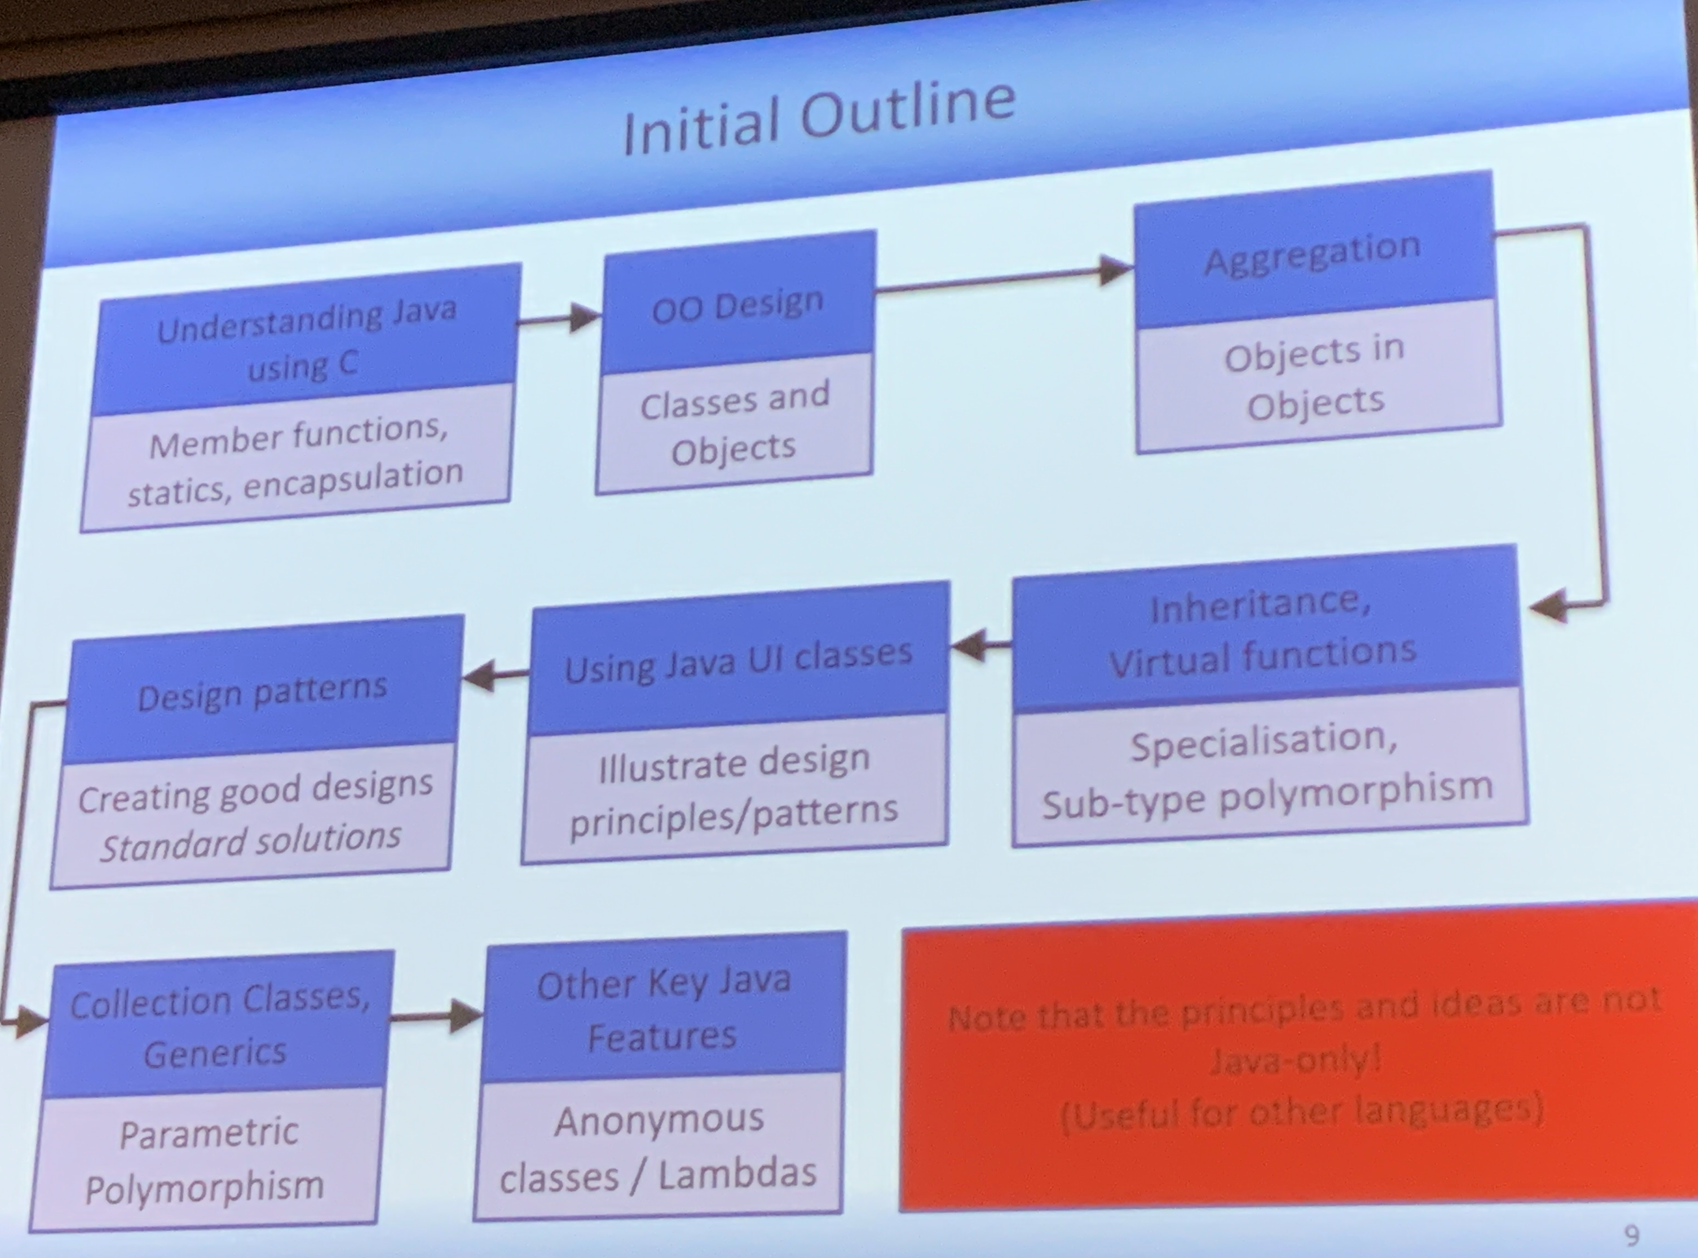 Initial Outline
Understanding Java
using C
Member functions,
statics, encapsulation
OO Design
Classes and
Objects
Aggregation
Objects in
Objects
Inheritance,
Virtual functions
Specialisation,
Sub-type polymorphism
Using Java UI classes
Illustrate design
principles/patterns
Design patterns
Creating good designs
Standard solutions
Collection Classes,
Generics
Parametric
Polymorphism
Other Key Java
Features
Anonymous
classes / Lambdas
Note that the principles and ideas are not
Java-only!
(Useful for other languages)
9